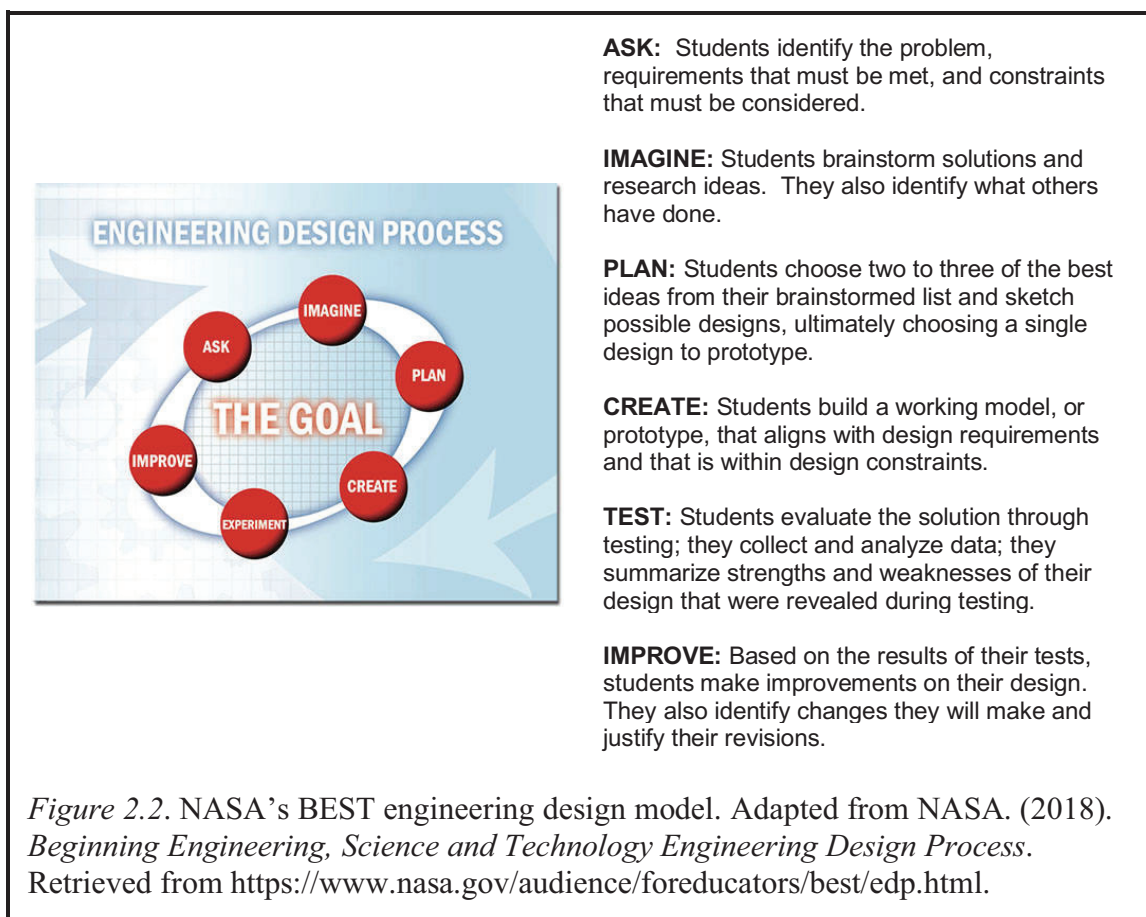 ENGINEERING DESIGN PROCESS
IMAGINE
ASK
PLAN
THE GOAL
IMPROVE
CREATE
EXPERIMENT
ASK: Students identify the problem,
requirements that must be met, and constraints
that must be considered.
IMAGINE: Students brainstorm solutions and
research ideas. They also identify what others
have done.
PLAN: Students choose two to three of the best
ideas from their brainstormed list and sketch
possible designs, ultimately choosing a single
design to prototype.
CREATE: Students build a working model, or
prototype, that aligns with design requirements
and that is within design constraints.
TEST: Students evaluate the solution through
testing; they collect and analyze data; they
summarize strengths and weaknesses of their
design that were revealed during testing.
IMPROVE: Based on the results of their tests,
students make improvements on their design.
They also identify changes they will make and
justify their revisions.
Figure 2.2. NASA’s BEST engineering design model. Adapted from NASA. (2018).
Beginning Engineering, Science and Technology Engineering Design Process.
Retrieved from https://www.nasa.gov/audience/foreducators/best/edp.html.